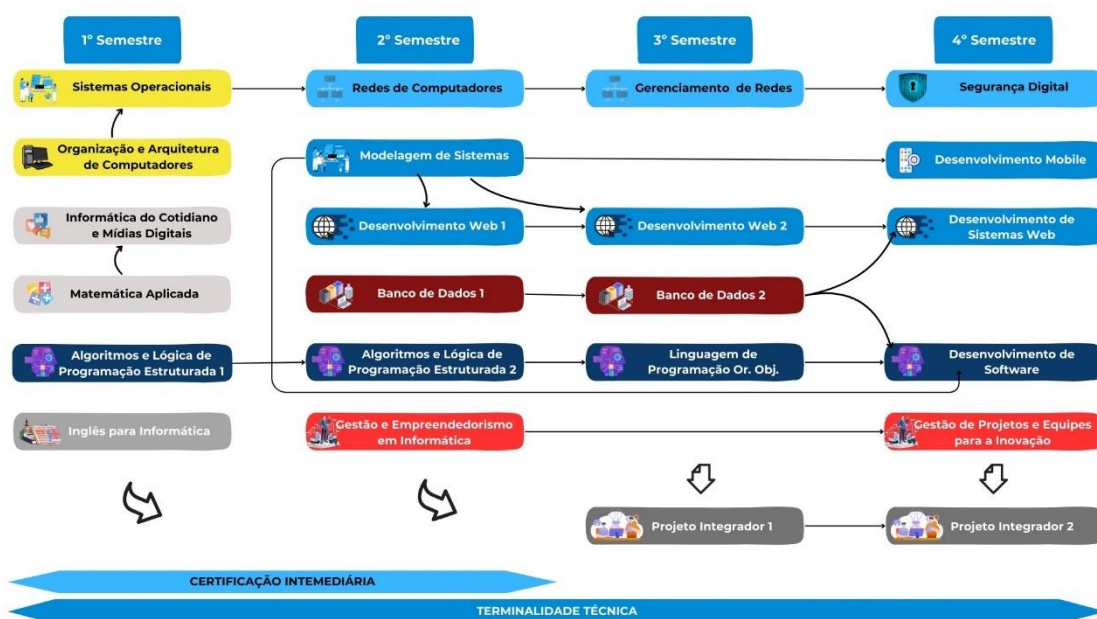 1º Semestre
2º Semestre
3º Semestre
4º Semestre
Sistemas Operacionais
Redes de Computadores
Gerenciamento de Redes
Segurança Digital
Organização e Arquitetura
de Computadores
Modelagem de Sistemas
Desenvolvimento Mobile
Informática do Cotidiano
e Mídias Digitais
Desenvolvimento Web 1
Desenvolvimento Web 2
Desenvolvimento de
Sistemas Web
Matemática Aplicada
Banco de Dados 1
Banco de Dados 2
Algoritmos e Lógica de
Programação Estruturada 1
Algoritmos e Lógica de
Programação Estruturada 2
Linguagem de
Programação Or. Obj.
Desenvolvimento de
Software
Inglês para Informática
Gestão e Empreendedorismo
em Informática
Gestão de Projetos e Equipes
para a Inovação
Projeto Integrador 1
Projeto Integrador 2
CERTIFICAÇÃO INTEMEDIÁRIA
TERMINALIDADE TÉCNICA